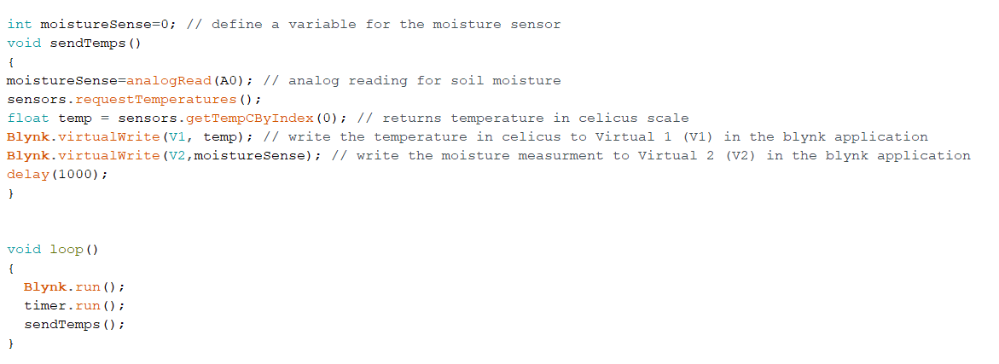 int moistureSense=0; // define a variable for the moisture sensor
void sendTemps()
{
moistureSense=analogRead(A0); // analog reading for soil moisture
sensors.requestTemperatures();
float temp = sensors.getTempCByIndex(0); // returns temperature in celicus scale
Blynk.virtualWrite(V1, temp); // write the temperature in celicus to Virtual 1 (V1) in the blynk application
Blynk.virtualWrite(V2,moistureSense); // write the moisture measurment to Virtual 2 (V2) in the blynk application
delay(1000);
}
void loop()
{
Blynk.run();
timer.run();
sendTemps();
}